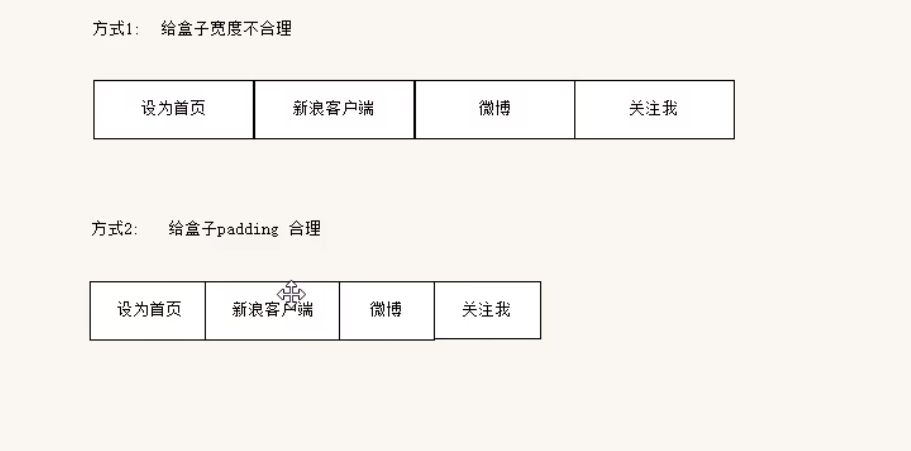 方式1: 给盒子宽度不合理
设为首页 新浪客户端 微博 关注我
方式2: 给盒子padding 合理
设为首页 新浪客户端 微博 关注我